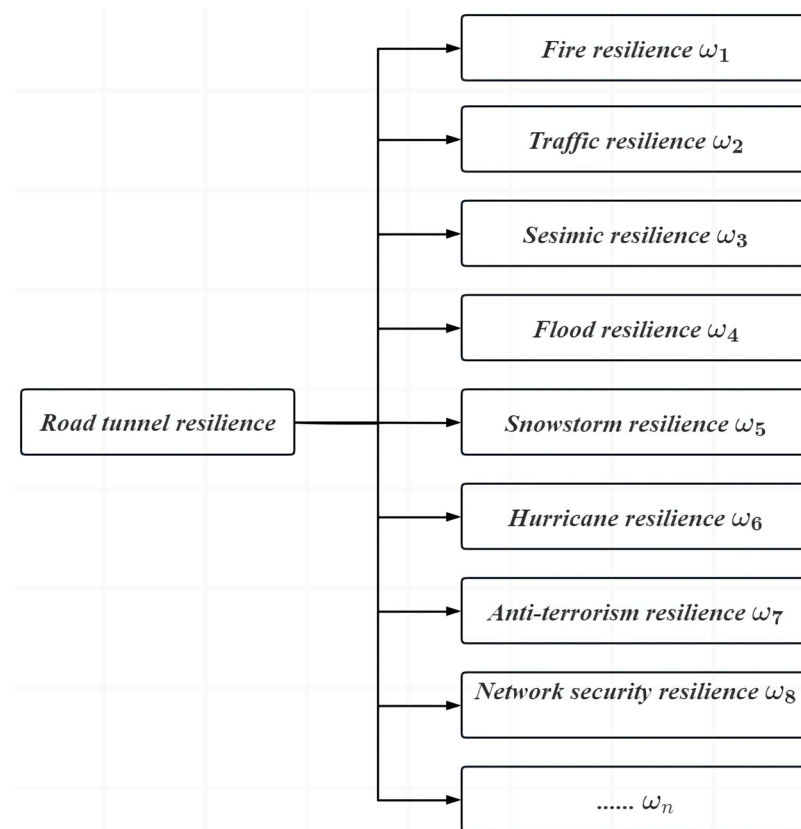 Fire resilience ω₁
Traffic resilience ω₂
Sesimic resilience ω₃
Flood resilience ω₄
Road tunnel resilience
Snowstorm resilience ω₅
Hurricane resilience ω₆
Anti-terrorism resilience ω₇
Network security resilience ω₈
...... ωₙ